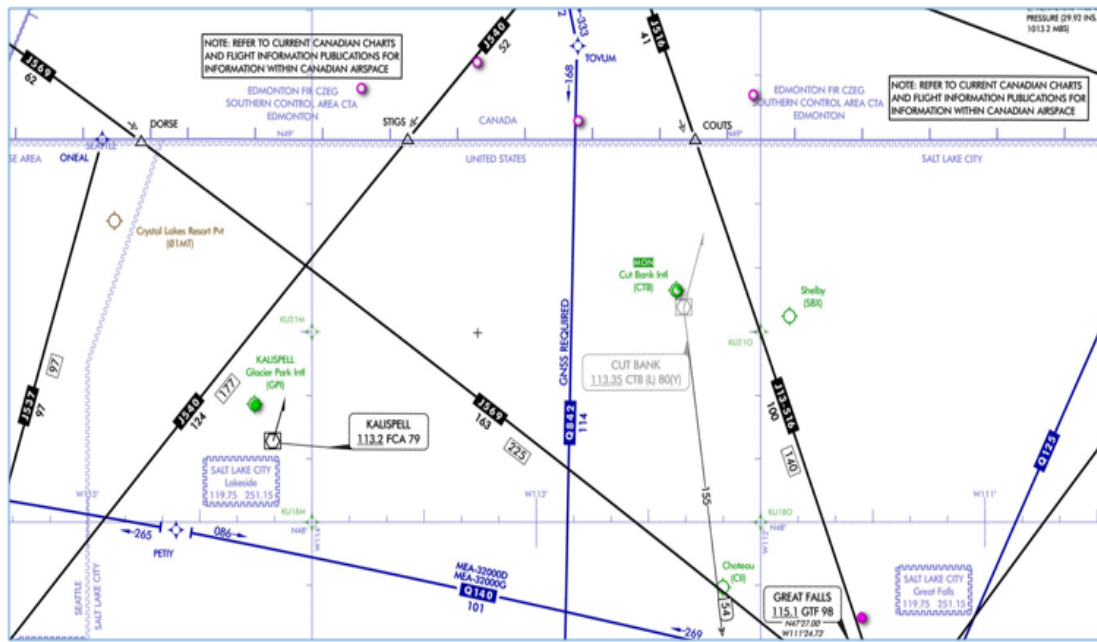 PRESSURE (29.92 INS.
1013.2 MBS)
J569
62
NOTE: REFER TO CURRENT CANADIAN CHARTS
AND FLIGHT INFORMATION PUBLICATIONS FOR
INFORMATION WITHIN CANADIAN AIRSPACE
J540
52
333
TOVUM
168
J516
41
NOTE: REFER TO CURRENT CANADIAN CHARTS
AND FLIGHT INFORMATION PUBLICATIONS FOR
INFORMATION WITHIN CANADIAN AIRSPACE
EDMONTON FIR CZEG
SOUTHERN CONTROL AREA CTA
EDMONTON
EDMONTON FIR CZEG
SOUTHERN CONTROL AREA CTA
EDMONTON
DORSE
STIGS
CANADA
COUTS
N49°
N49°
SEATTLE
SE AREA
ONEAL
UNITED STATES
SALT LAKE CITY
Crystal Lakes Resort Pvt
(01MT)
MON
Cut Bank Intl
(CTB)
Shelby
(SBX)
KU21M
KU21O
GNSS REQUIRED
CUT BANK
113.35 CTB (L) 80(Y)
KALISPELL
Glacier Park Intl
(GPI)
97
J537
97
J540
177
124
J569
163
225
Q842
114
J13-516
100
140
Q125
KALISPELL
113.2 FCA 79
SALT LAKE CITY
Lakeside
119.75 251.15
W115°
W113°
W111°
155
KU18M
N48°
W114°
KU18O
N48°
W112°
265
086
PETIY
MEA-32000D
MEA-32000G
Q140
101
269
Choteau
(CII)
54
SEATTLE
SALT LAKE CITY
GREAT FALLS
115.1 GTF 98
N47°27.00'
W111°24.72'
SALT LAKE CITY
Great Falls
119.75 251.15